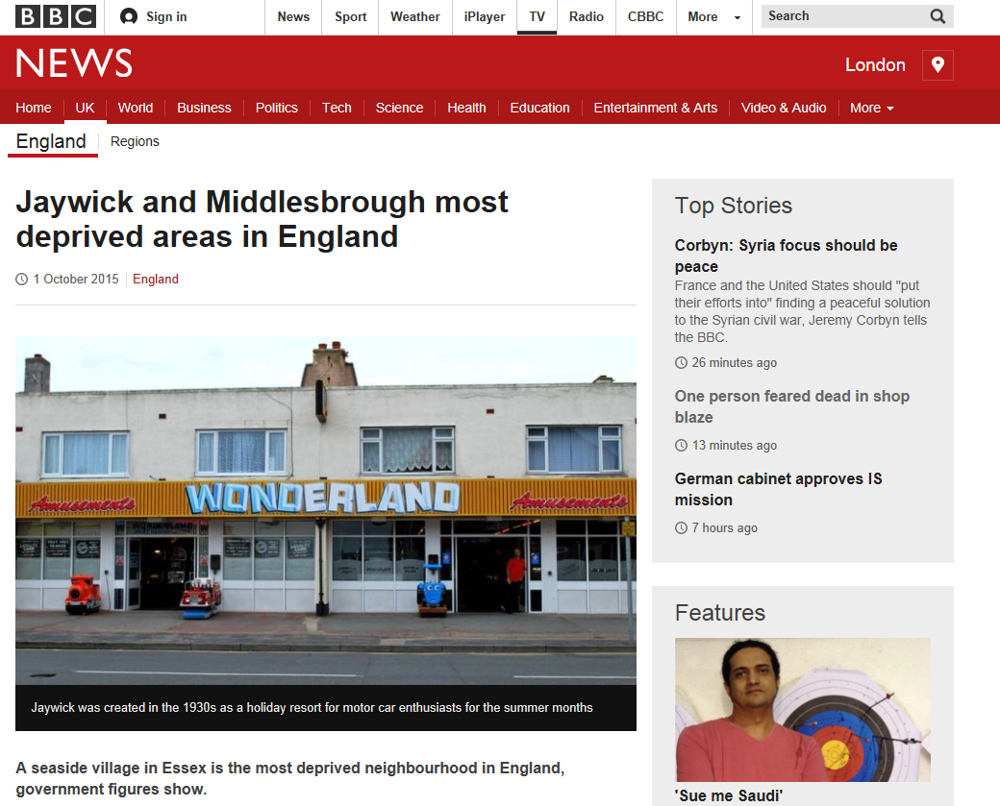 BBC Sign in News Sport Weather iPlayer TV Radio CBBC More Search
NEWS London
Home UK World Business Politics Tech Science Health Education Entertainment & Arts Video & Audio More
England Regions
Jaywick and Middlesbrough most
deprived areas in England
1 October 2015 England
Amusements WONDERLAND Amusements
WONDERLAND
Jaywick was created in the 1930s as a holiday resort for motor car enthusiasts for the summer months
A seaside village in Essex is the most deprived neighbourhood in England,
government figures show.
Top Stories
Corbyn: Syria focus should be
peace
France and the United States should "put
their efforts into" finding a peaceful solution
to the Syrian civil war, Jeremy Corbyn tells
the BBC.
26 minutes ago
One person feared dead in shop
blaze
13 minutes ago
German cabinet approves IS
mission
7 hours ago
Features
'Sue me Saudi'